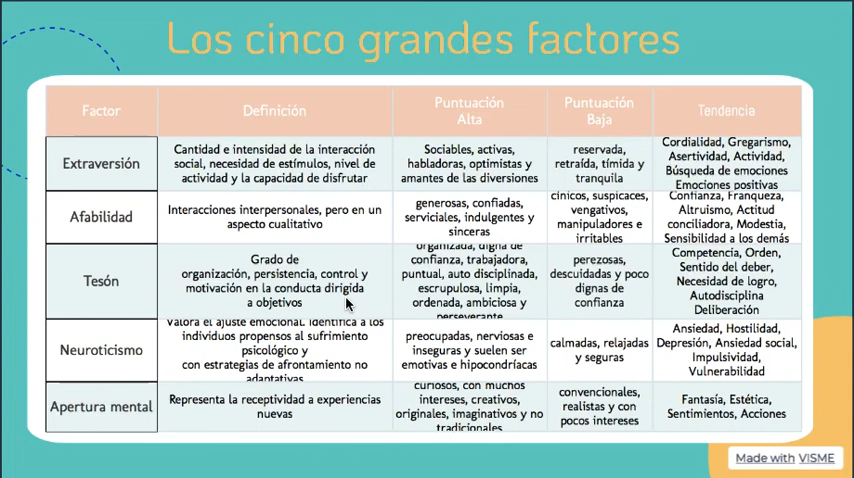 Los cinco grandes factores
Factor
Definición
Puntuación
Alta
Puntuación
Baja
Tendencia
Extraversión
Cantidad e intensidad de la interacción
social, necesidad de estímulos, nivel de
actividad y la capacidad de disfrutar
Sociables, activas,
habladoras, optimistas y
amantes de las diversiones
reservada,
retraída, tímida y
tranquila
Cordialidad, Gregarismo,
Asertividad, Actividad,
Búsqueda de emociones
Emociones positivas
Afabilidad
Interacciones interpersonales, pero en un
aspecto cualitativo
generosas, confiadas,
serviciales, indulgentes y
sinceras
cínicos, suspicaces,
vengativos,
manipuladores e
irritables
Confianza, Franqueza,
Altruismo, Actitud
conciliadora, Modestia,
Sensibilidad a los demás
Tesón
Grado de
organización, persistencia, control y
motivación en la conducta dirigida
a objetivos
organizada, digna de
confianza, trabajadora,
puntual, auto disciplinada,
escrupulosa, limpia,
ordenada, ambiciosa y
perseverante
perezosas,
descuidadas y poco
dignas de
confianza
Competencia, Orden,
Sentido del deber,
Necesidad de logro,
Autodisciplina
Deliberación
Neuroticismo
Valora el ajuste emocional. Identifica a los
individuos propensos al sufrimiento
psicológico y
con estrategias de afrontamiento no
adaptativas
preocupadas, nerviosas e
inseguras y suelen ser
emotivas e hipocondríacas
calmadas, relajadas
y seguras
Ansiedad, Hostilidad,
Depresión, Ansiedad social,
Impulsividad,
Vulnerabilidad
Apertura mental
Representa la receptividad a experiencias
nuevas
curiosos, con muchos
intereses, creativos,
originales, imaginativos y no
tradicionales
convencionales,
realistas y con
pocos intereses
Fantasía, Estética,
Sentimientos, Acciones
Made with VISME